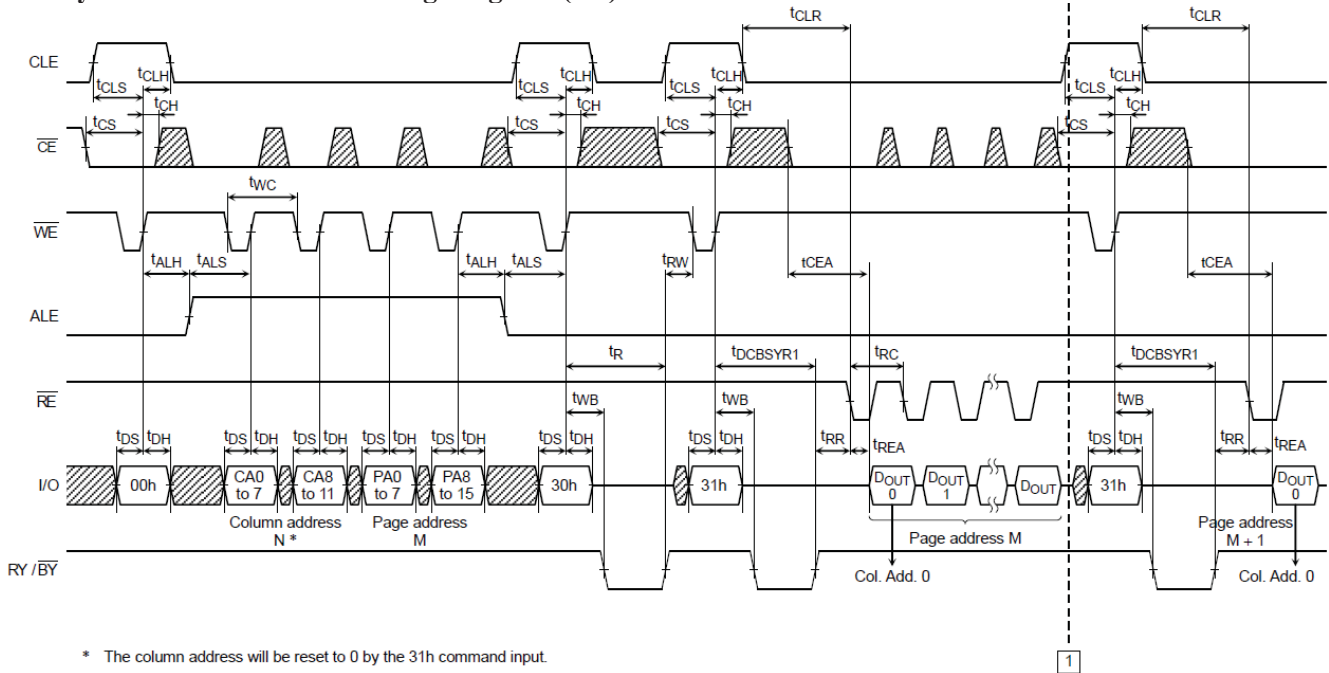 tCLR tCLR
CLE
tCLS tCLH tCLS tCLH tCLS tCLH tCLS tCLH
tCH tCH tCH tCH
tCS tCS tCS tCS
CE
tWC
WE
tALH tALS tALH tALS tRW tCEA tCEA
ALE
tR tDCBSYR1 tRC tDCBSYR1
RE
tWB tWB tWB
tDS tDH tDS tDH tDS tDH tDS tDH tDS tDH tDS tDH tDS tDH tRR tREA tDS tDH tRR tREA
I/O 00h CA0 to 7 CA8 to 11 PA0 to 7 PA8 to 15 30h 31h DOUT 0 DOUT 1 DOUT 31h DOUT 0
Column address N *
Page address M
Page address M
Page address M + 1
RY / BY
Col. Add. 0 Col. Add. 0
* The column address will be reset to 0 by the 31h command input.
1